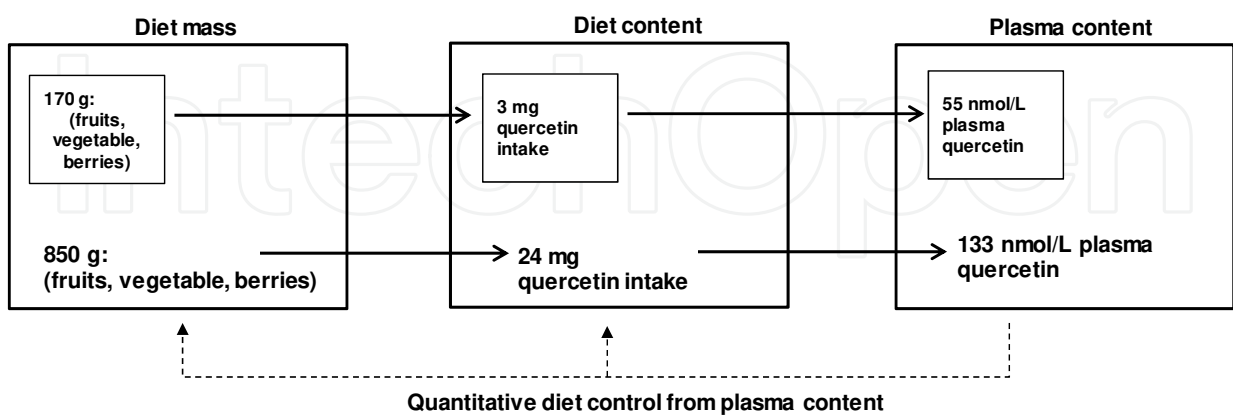 Diet mass
Diet content
Plasma content
170 g:
(fruits,
vegetable,
berries)
3 mg
quercetin
intake
55 nmol/L
plasma
quercetin
850 g:
(fruits, vegetable, berries)
24 mg
quercetin intake
133 nmol/L plasma
quercetin
Quantitative diet control from plasma content
IntechOpen